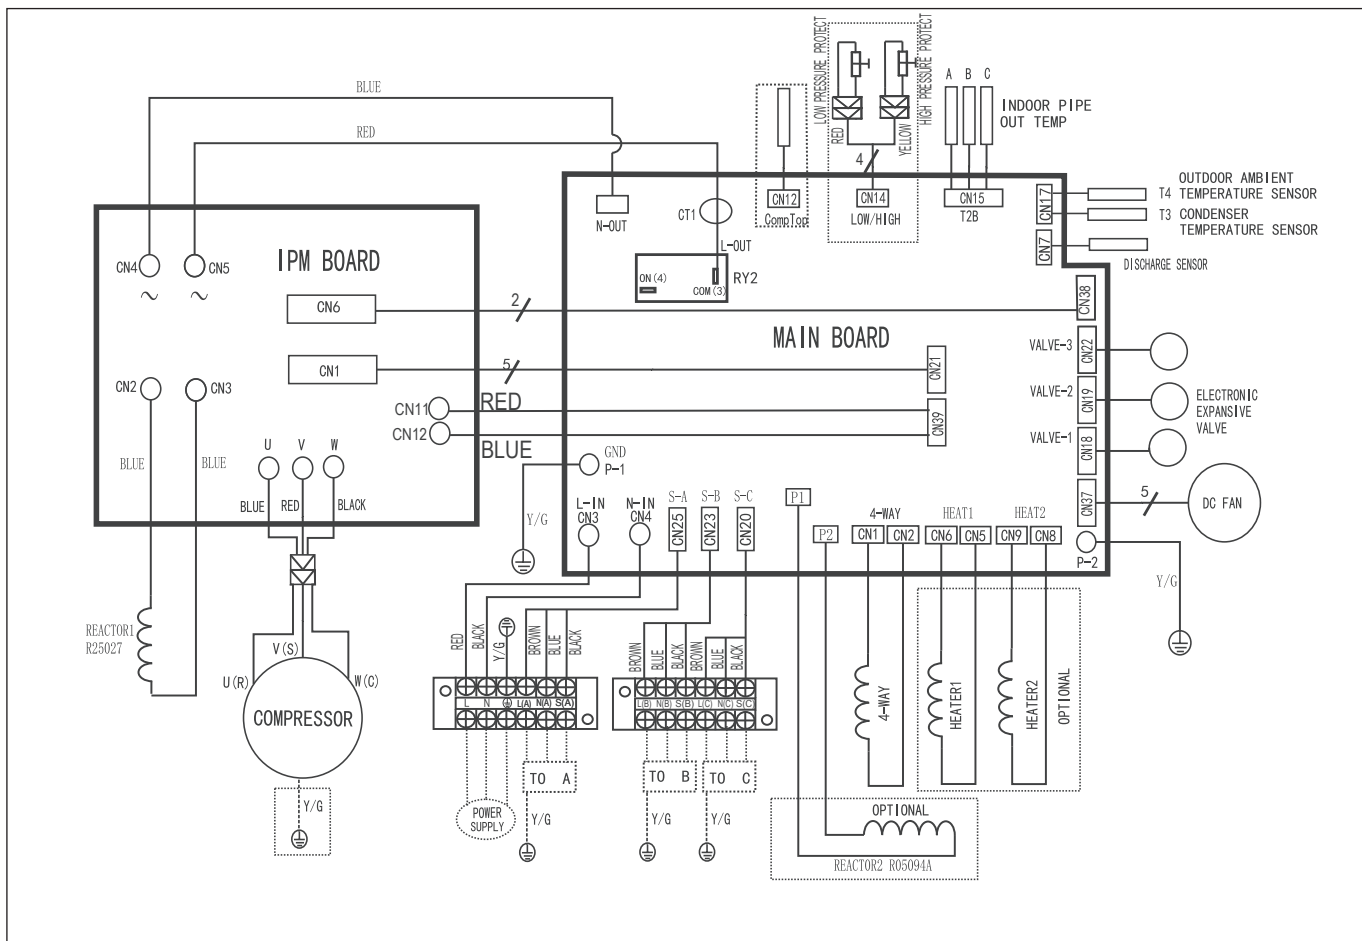 LOW PRESSURE PROTECT
HIGH PRESSURE PROTECT
BLUE
RED
A B C
INDOOR PIPE
OUT TEMP
RED
YELLOW
4
CN12
CompTop
CN14
LOW/HIGH
CN15
T2B
CN17
CN7
T4
OUTDOOR AMBIENT
TEMPERATURE SENSOR
T3
CONDENSER
TEMPERATURE SENSOR
DISCHARGE SENSOR
N-OUT
CT1
L-OUT
ON(4)
COM(3)
RY2
IPM BOARD
CN4
CN5
~
~
CN6
2
CN38
MAIN BOARD
CN1
5
CN21
CN2
CN3
CN11
RED
CN39
CN12
BLUE
VALVE-3
CN22
VALVE-2
CN19
VALVE-1
CN18
ELECTRONIC
EXPANSIVE
VALVE
CN37
5
DC FAN
P-2
Y/G
BLUE
BLUE
U V W
BLUE
RED
BLACK
GND
P-1
Y/G
L-IN
CN3
N-IN
CN4
S-A
CN25
S-B
CN23
S-C
CN20
P1
P2
4-WAY
CN1
CN2
HEAT1
CN6
CN5
HEAT2
CN9
CN8
REACTOR1
R25027
V(S)
U(R)
W(C)
COMPRESSOR
Y/G
RED
BLACK
Y/G
BROWN
BLUE
BLACK
L N L(A) N(A) S(A)
BROWN
BLUE
BLACK
BROWN
BLUE
BLACK
L(B) N(B) S(B) L(C) N(C) S(C)
POWER
SUPPLY
TO A
Y/G
TO B
Y/G
TO C
Y/G
4-WAY
HEATER1
HEATER2
OPTIONAL
OPTIONAL
REACTOR2 R05094A